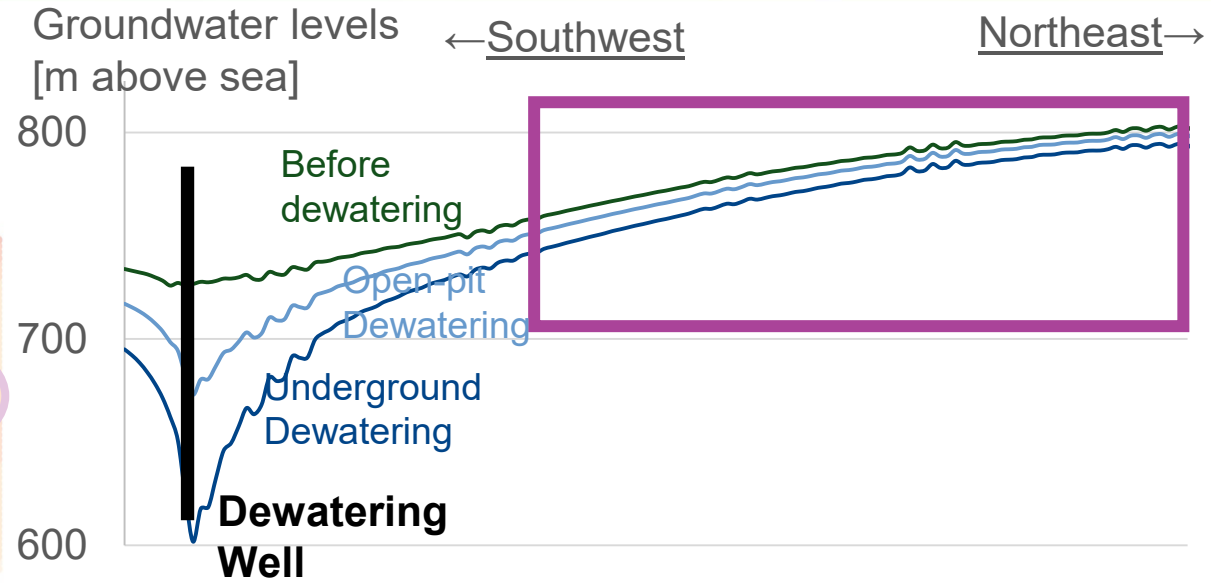 Groundwater levels
[m above sea]
←Southwest
Northeast→
800
Before
dewatering
Open-pit
Dewatering
700
Underground
Dewatering
Dewatering
Well
600